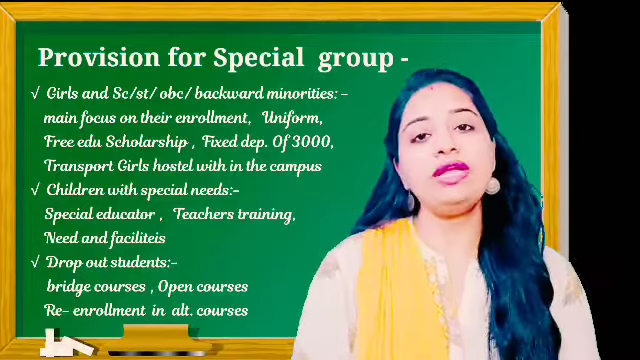 Provision for Special group -
√ Girls and Sc/st/ obc/ backward minorities: -
main focus on their enrollment, Uniform,
Free edu Scholarship , Fixed dep. Of 3000,
Transport Girls hostel with in the campus
√ Children with special needs:-
Special educator , Teachers training,
Need and faciliteis
√ Drop out students:-
bridge courses , Open courses
Re- enrollment in alt. courses